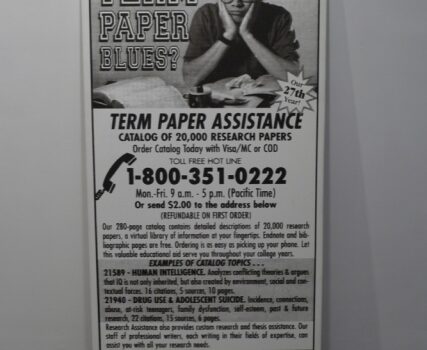 TERM
PAPER
BLUES?
Our
27th
Year!
TERM PAPER ASSISTANCE
CATALOG OF 20,000 RESEARCH PAPERS
Order Catalog Today with Visa/MC or COD
TOLL FREE HOT LINE
1-800-351-0222
Mon.-Fri. 9 a.m. - 5 p.m. (Pacific Time)
Or send $2.00 to the address below
(REFUNDABLE ON FIRST ORDER)
Our 280-page catalog contains detailed descriptions of 20,000 research
papers, a virtual library of information at your fingertips. Endnote and bib-
liographic pages are free. Ordering is as easy as picking up your phone. Let
this valuable educational aid serve you throughout your college years.
EXAMPLES OF CATALOG TOPICS . . .
21589 - HUMAN INTELLIGENCE. Analyzes conflicting theories & argues
that IQ is not only inherited, but also created by environment, social and con-
textual forces. 16 citations, 5 sources, 10 pages.
21940 - DRUG USE & ADOLESCENT SUICIDE. Incidence, connections,
abuse, at-risk teenagers, family dysfunction, self-esteem, past & future
research, 22 citations, 15 sources, 6 pages.
Research Assistance also provides custom research and thesis assistance. Our
staff of professional writers, each writing in their fields of expertise, can
assist you with all your research needs.